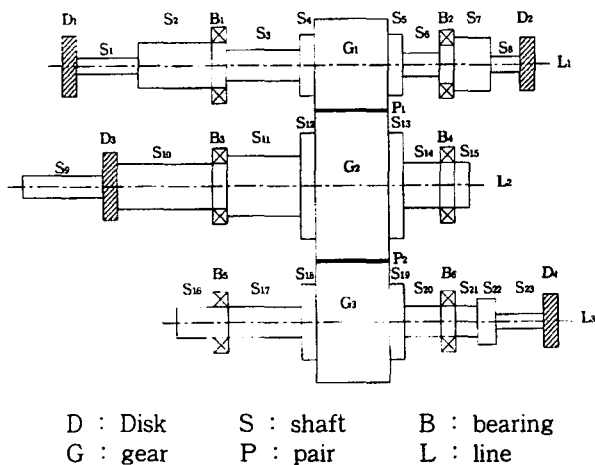 D1 S1 S2 B1 S3 S4 G1 S5 S6 B2 S7 S8 D2 L1
P1
S9 D3 S10 B3 S11 S12 G2 S13 S14 B4 S15 L2
P2
S16 B5 S17 S18 G3 S19 S20 B6 S21 S22 S23 D4 L3
D : Disk S : shaft B : bearing
G : gear P : pair L : line